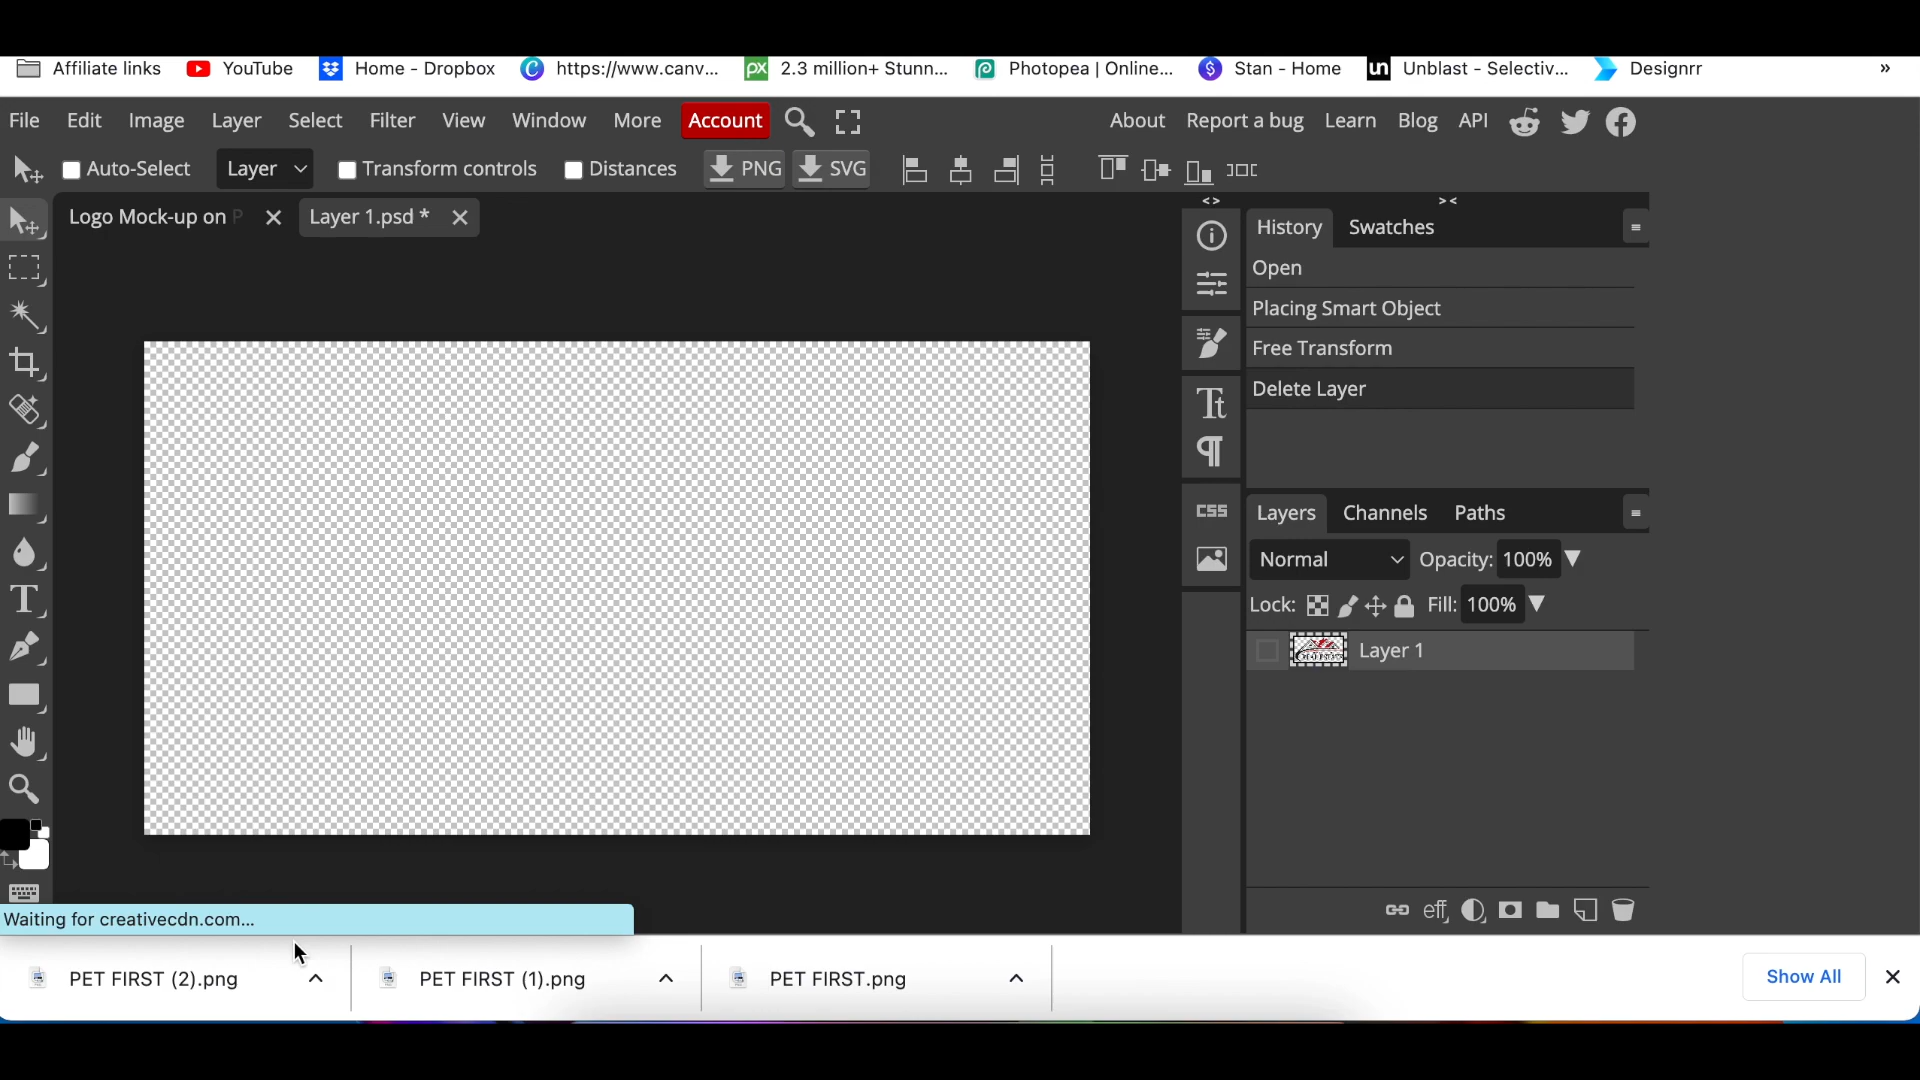 Affiliate links YouTube Home - Dropbox https://www.canv... 2.3 million+ Stunn... Photopea | Online... Stan - Home Unblast - Selectiv... Designrr »
File Edit Image Layer Select Filter View Window More Account About Report a bug Learn Blog API
Auto-Select Layer Transform controls Distances PNG SVG
Logo Mock-up on P Layer 1.psd *
History Swatches
Open
Placing Smart Object
Free Transform
Delete Layer
CSS
Layers Channels Paths
Normal Opacity: 100%
Lock: Fill: 100%
Layer 1
eff
Waiting for creativecdn.com...
PET FIRST (2).png PET FIRST (1).png PET FIRST.png Show All